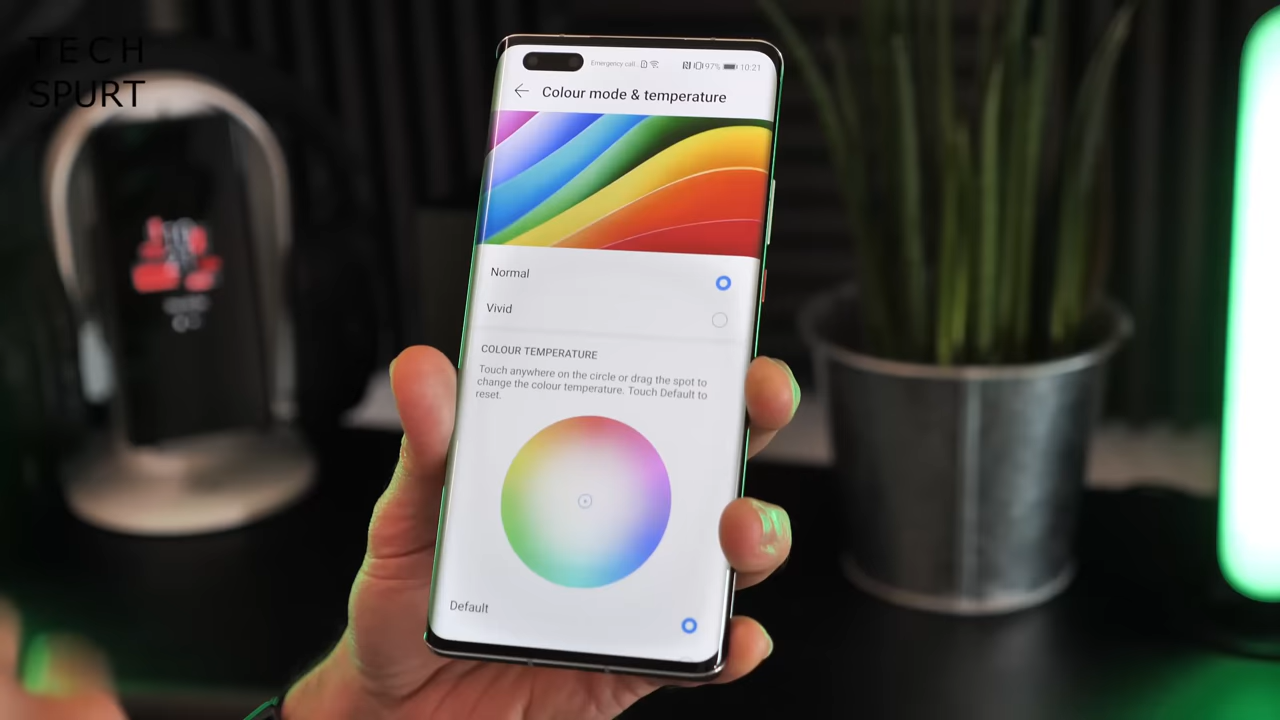 TECH
SPURT
Emergency call 97% 10:21
Colour mode & temperature
Normal
Vivid
COLOUR TEMPERATURE
Touch anywhere on the circle or drag the spot to
change the colour temperature. Touch Default to
reset.
Default